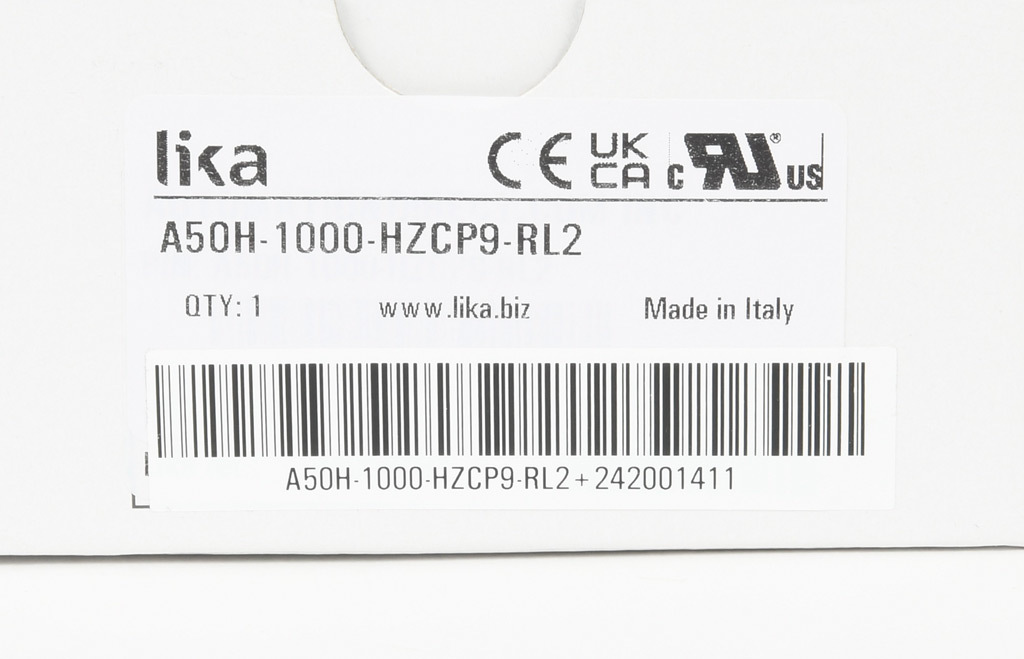 lika CE UK CA c RU® US
A50H-1000-HZCP9-RL2
QTY: 1 www.lika.biz Made in Italy
A50H-1000-HZCP9-RL2+242001411